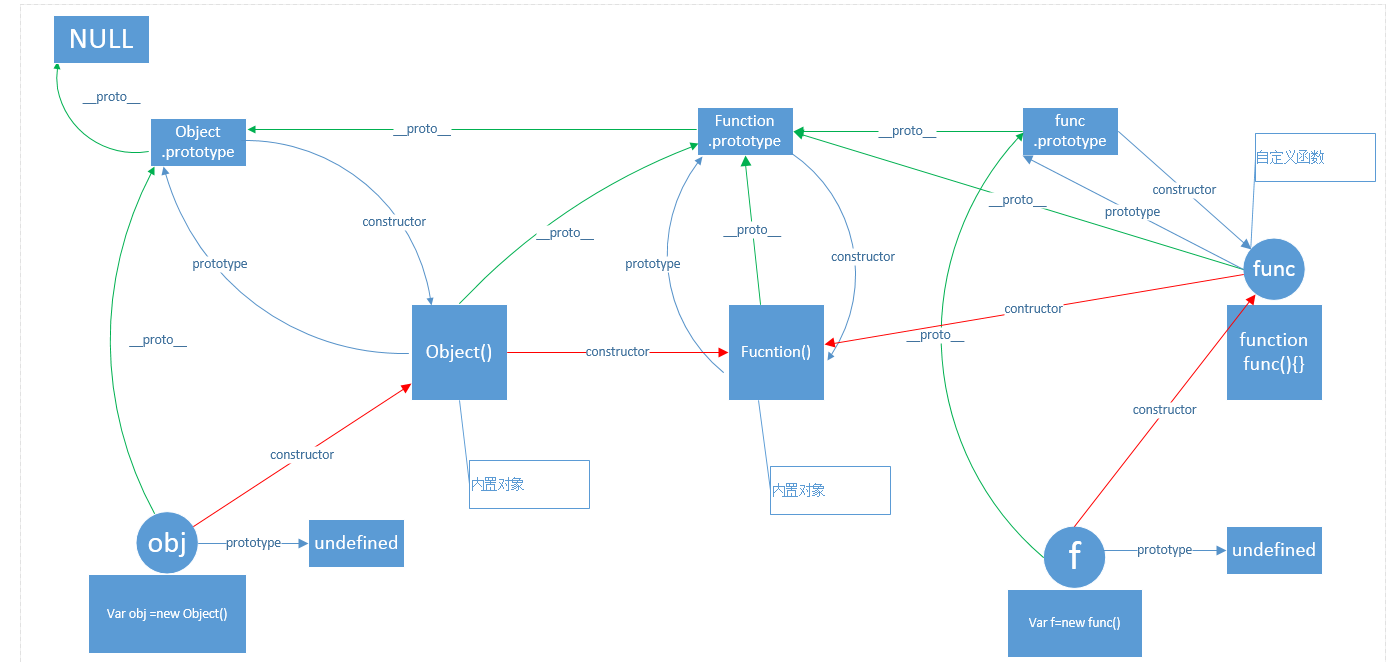 NULL
__proto__
Object
.prototype
__proto__
Function
.prototype
__proto__
func
.prototype
自定义函数
constructor
__proto__
prototype
constructor
__proto__
__proto__
constructor
prototype
prototype
func
contructor
__proto__
__proto__
Object()
constructor
Fucntion()
function
func(){}
constructor
constructor
内置对象
内置对象
obj
prototype
undefined
f
prototype
undefined
Var obj =new Object()
Var f=new func()